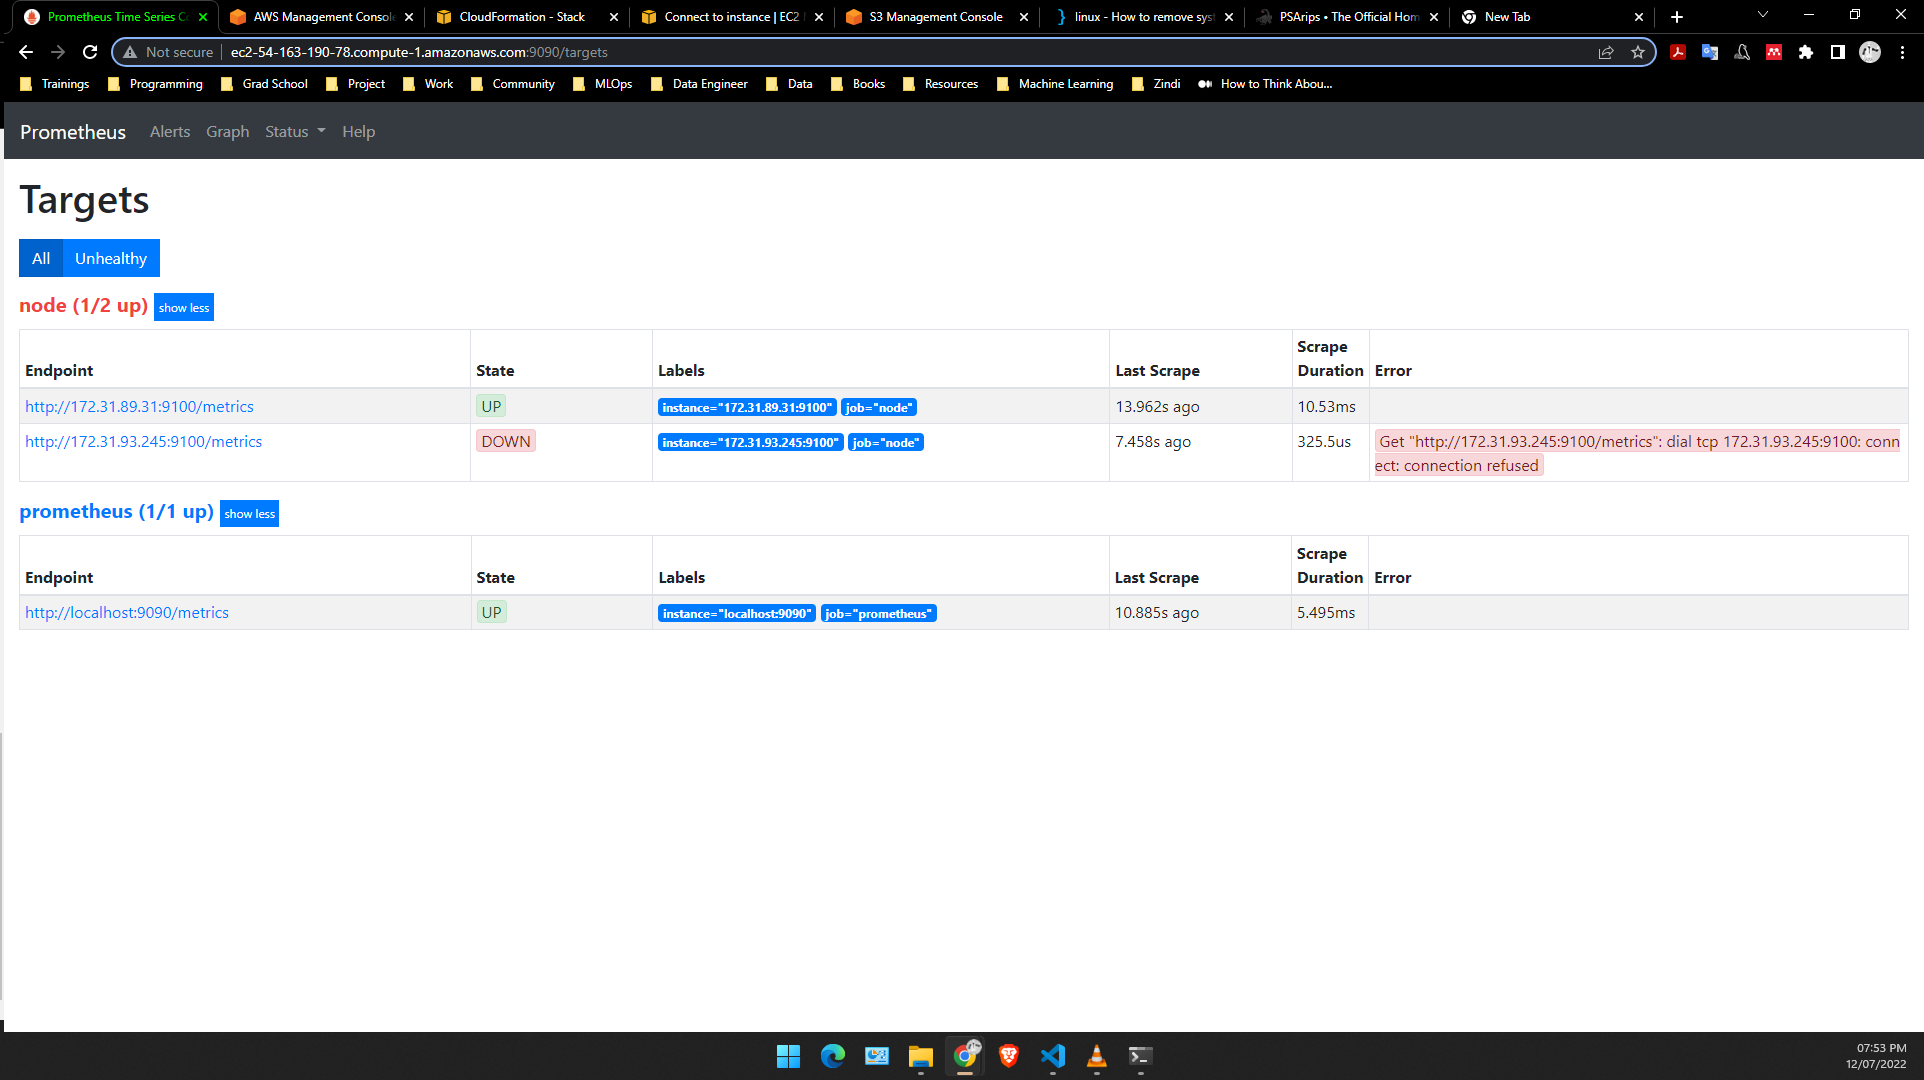 Prometheus Time Series Co
AWS Management Console
CloudFormation - Stack
Connect to instance | EC2
S3 Management Console
linux - How to remove sys
PSArips • The Official Hom
New Tab
Not secure
ec2-54-163-190-78.compute-1.amazonaws.com:9090/targets
Trainings
Programming
Grad School
Project
Work
Community
MLOps
Data Engineer
Data
Books
Resources
Machine Learning
Zindi
How to Think Abou...
Prometheus
Alerts
Graph
Status
Help
Targets
All
Unhealthy
node (1/2 up) show less
Endpoint State Labels Last Scrape Scrape Duration Error
http://172.31.89.31:9100/metrics UP instance="172.31.89.31:9100" job="node" 13.962s ago 10.53ms
http://172.31.93.245:9100/metrics DOWN instance="172.31.93.245:9100" job="node" 7.458s ago 325.5us Get "http://172.31.93.245:9100/metrics": dial tcp 172.31.93.245:9100: conn
ect: connection refused
prometheus (1/1 up) show less
Endpoint State Labels Last Scrape Scrape Duration Error
http://localhost:9090/metrics UP instance="localhost:9090" job="prometheus" 10.885s ago 5.495ms
07:53 PM
12/07/2022